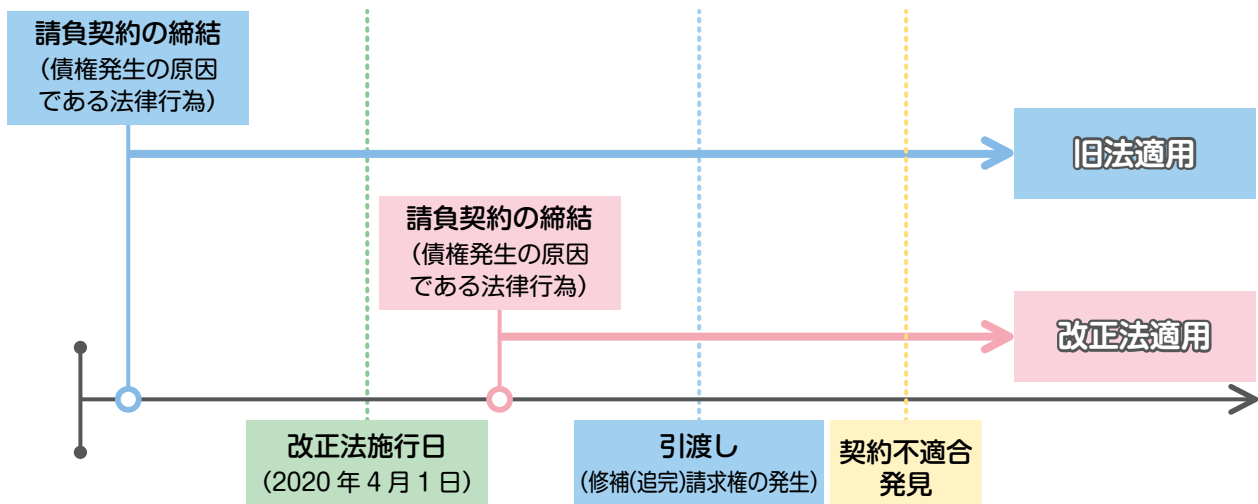 請負契約の締結
（債権発生の原因
である法律行為）
旧法適用
請負契約の締結
（債権発生の原因
である法律行為）
改正法適用
改正法施行日
（2020 年 4 月 1 日）
引渡し
（修補(追完)請求権の発生）
契約不適合
発見